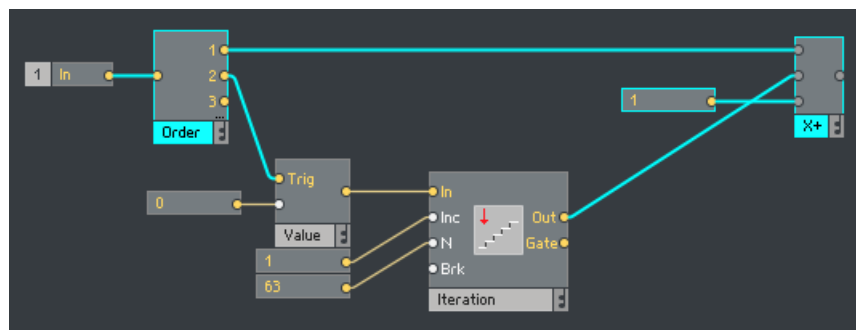 1 In
1
2
3
...
Order
1
X+
Trig
0
Value
In
Inc
Out
N
Gate
Brk
1
63
Iteration